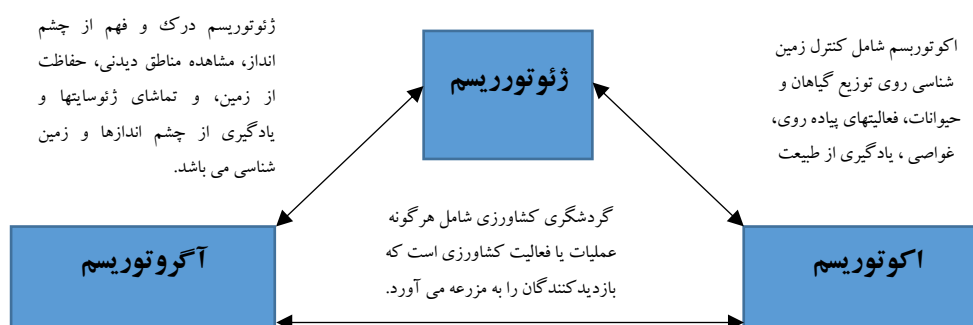 ژئوتوریسم درک و فهم از چشم
انداز، مشاهده مناطق دیدنی، حفاظت
از زمین، و تماشای ژئوسایتها و
یادگیری از چشم اندازها و زمین
شناسی می باشد.
ژئوتورریسم
اکوتوربسم شامل کنترل زمین
شناسی روی توزیع گیاهان و
حیوانات، فعالیتهای پیاده روی،
غواصی ، یادگیری از طبیعت
گردشگری کشاورزی شامل هرگونه
عملیات یا فعالیت کشاورزی است که
بازدیدکنندگان را به مزرعه می آورد.
آگروتوریسم
اکوتوریسم